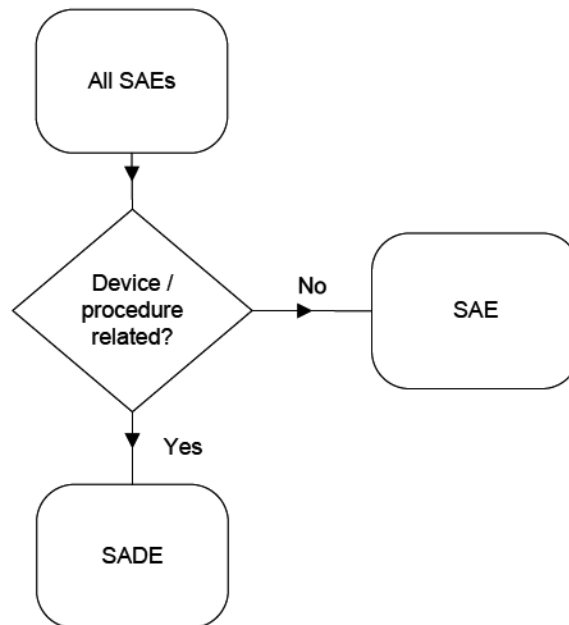 All SAEs
Device /
procedure
related?
No
SAE
Yes
SADE